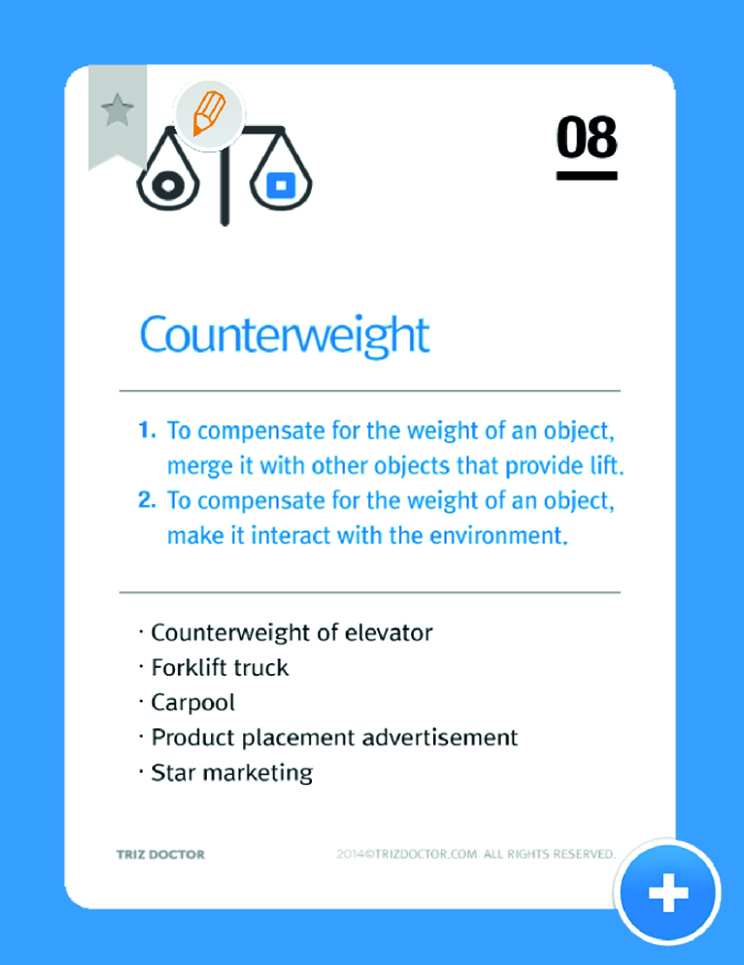 08
Counterweight
1. To compensate for the weight of an object,
merge it with other objects that provide lift.
2. To compensate for the weight of an object,
make it interact with the environment.
· Counterweight of elevator
· Forklift truck
· Carpool
· Product placement advertisement
· Star marketing
TRIZ DOCTOR 2014©TRIZDOCTOR.COM ALL RIGHTS RESERVED.